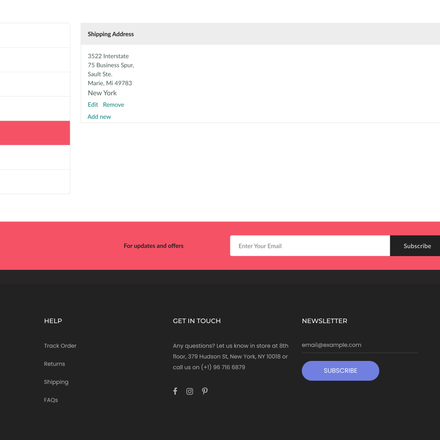 Shipping Address
3522 Interstate
75 Business Spur,
Sault Ste.
Marie, Mi 49783
New York
Edit Remove
Add new
For updates and offers
Enter Your Email
Subscribe
HELP
Track Order
Returns
Shipping
FAQs
GET IN TOUCH
Any questions? Let us know in store at 8th
floor, 379 Hudson St, New York, NY 10018 or
call us on (+1) 96 716 6879
NEWSLETTER
email@example.com
SUBSCRIBE